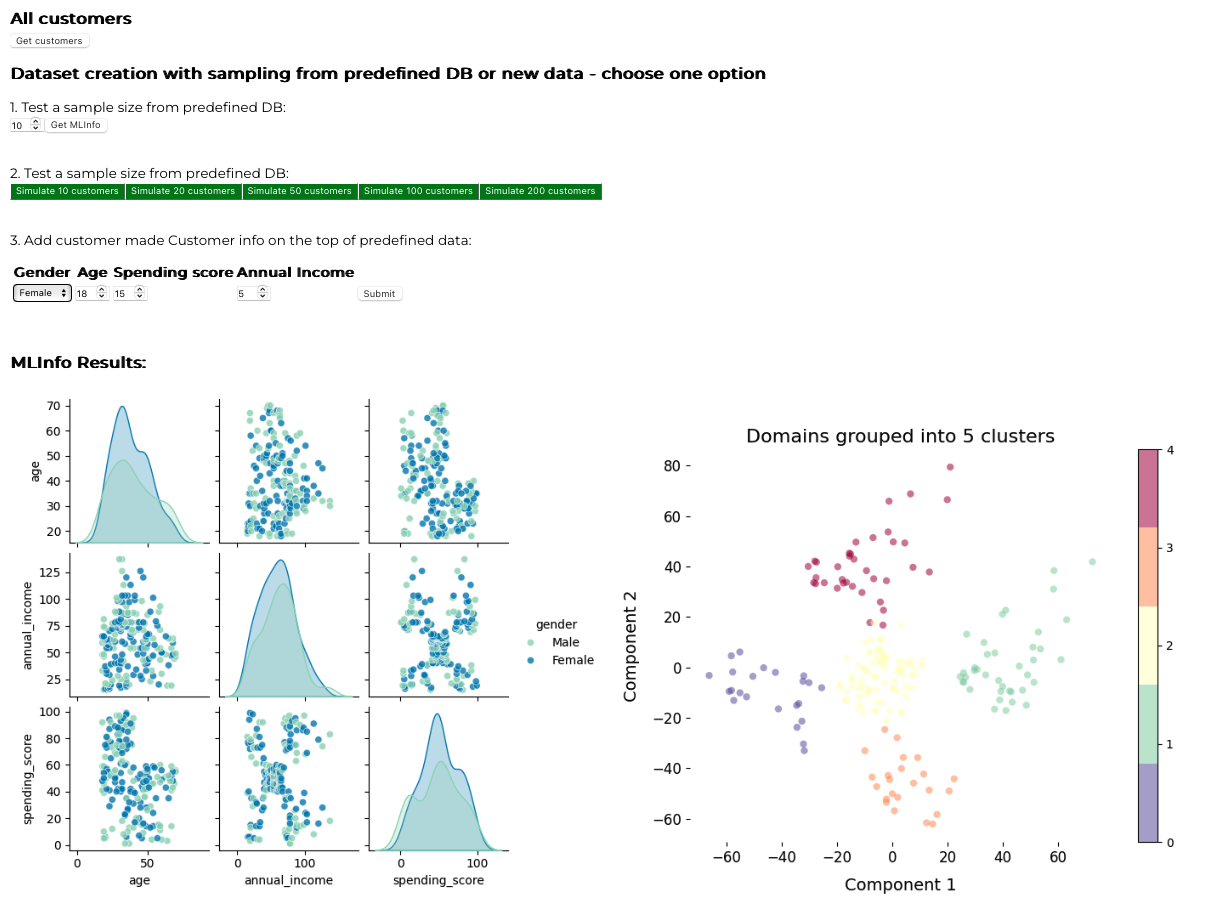 All customers
Get customers
Dataset creation with sampling from predefined DB or new data - choose one option
1. Test a sample size from predefined DB:
10 Get MLInfo
2. Test a sample size from predefined DB:
Simulate 10 customers Simulate 20 customers Simulate 50 customers Simulate 100 customers Simulate 200 customers
3. Add customer made Customer info on the top of predefined data:
Gender Age Spending score Annual Income
Female 18 15 5 Submit
MLInfo Results:
70
60
50
40
30
20
age
125
100
75
50
25
annual_income
100
80
60
40
20
0
spending_score
0 50 0 100 0 100
age annual_income spending_score
gender
Male
Female
Domains grouped into 5 clusters
80
60
40
20
0
−20
−40
−60
Component 2
−60 −40 −20 0 20 40 60
Component 1
4
3
2
1
0